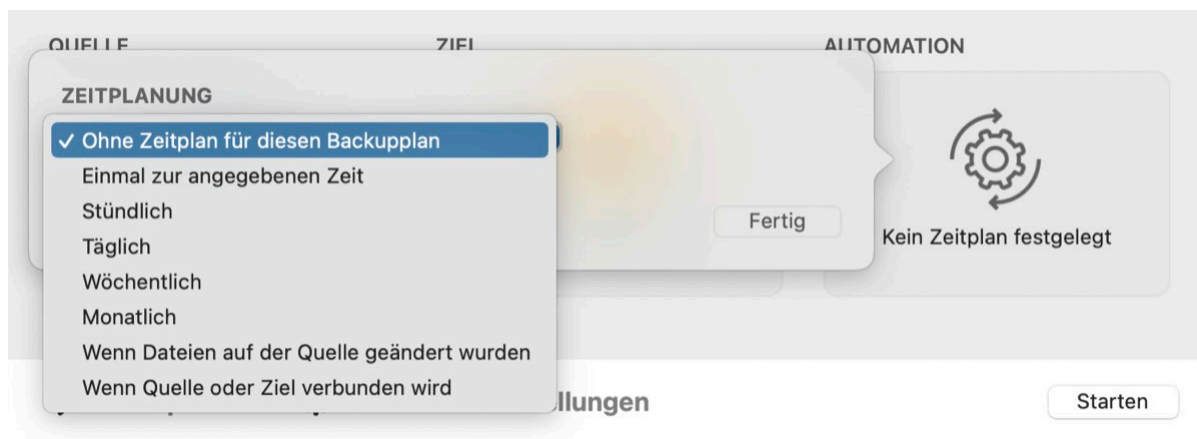 QUELLE
ZIEL
AUTOMATION
ZEITPLANUNG
✓ Ohne Zeitplan für diesen Backupplan
Einmal zur angegebenen Zeit
Stündlich
Täglich
Wöchentlich
Monatlich
Wenn Dateien auf der Quelle geändert wurden
Wenn Quelle oder Ziel verbunden wird
Fertig
Kein Zeitplan festgelegt
llungen
Starten